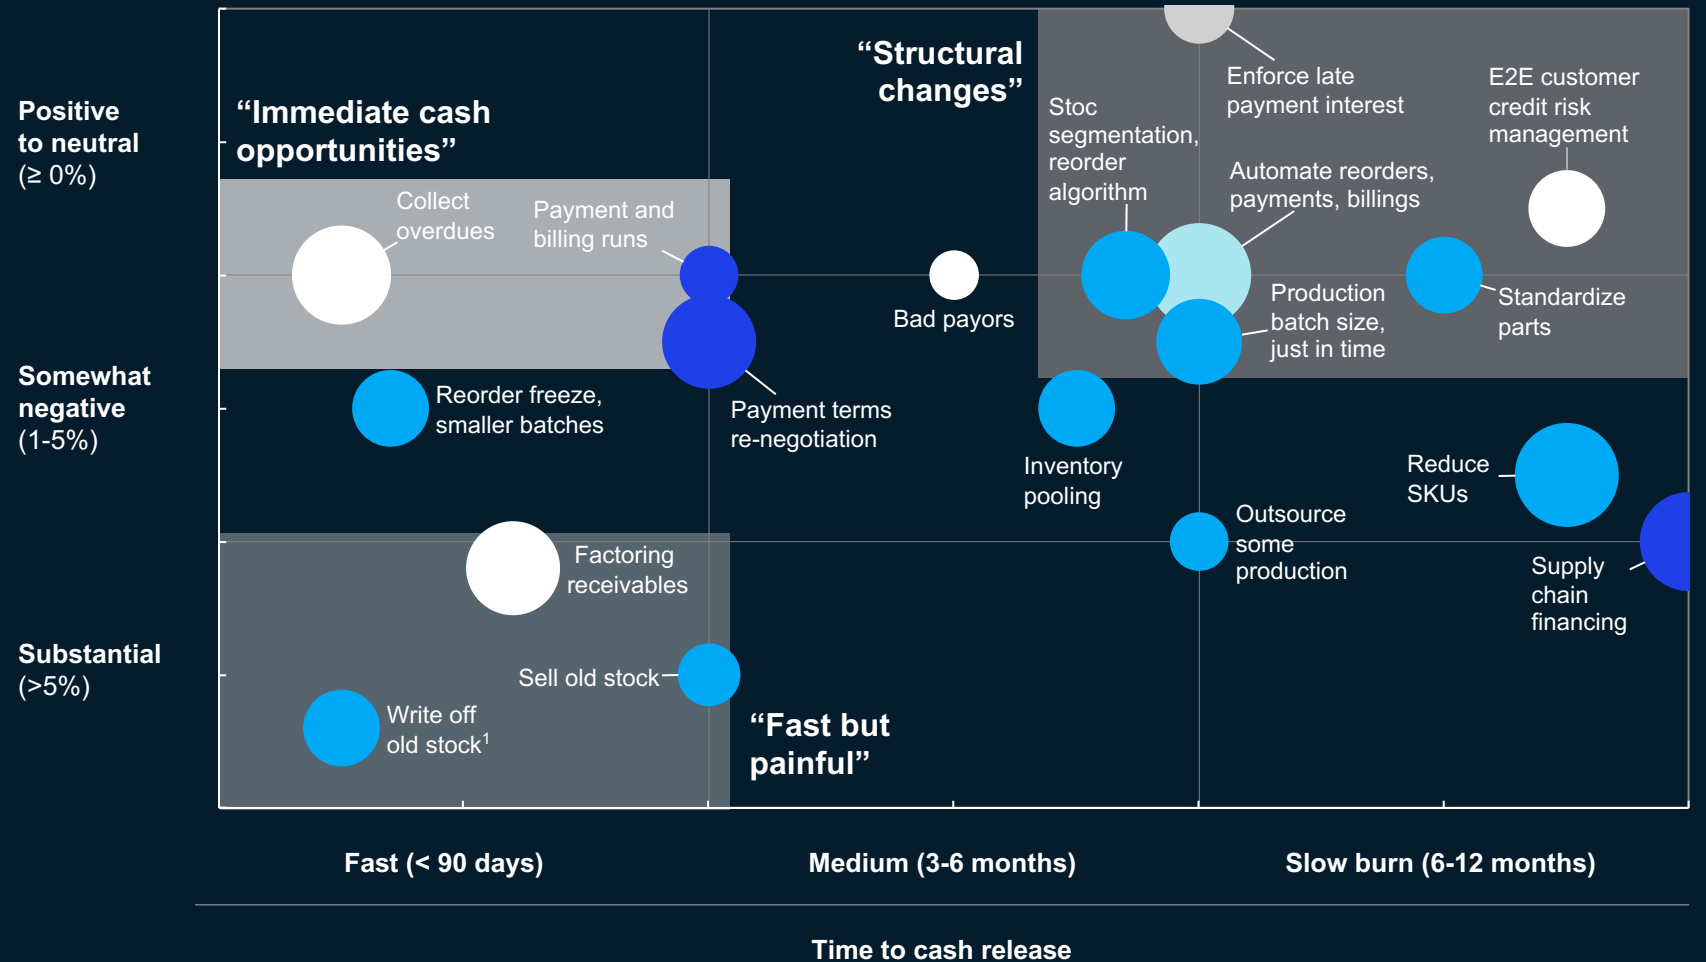 Positive
to neutral
(≥ 0%)
Somewhat
negative
(1-5%)
Substantial
(>5%)
“Immediate cash
opportunities”
Collect
overdues
Payment and
billing runs
Reorder freeze,
smaller batches
Payment terms
re-negotiation
Factoring
receivables
Sell old stock
Write off
old stock¹
“Fast but
painful”
Bad payors
“Structural
changes”
Stoc
segmentation,
reorder
algorithm
Enforce late
payment interest
E2E customer
credit risk
management
Automate reorders,
payments, billings
Production
batch size,
just in time
Standardize
parts
Inventory
pooling
Outsource
some
production
Reduce
SKUs
Supply
chain
financing
Fast (< 90 days)
Medium (3-6 months)
Slow burn (6-12 months)
Time to cash release